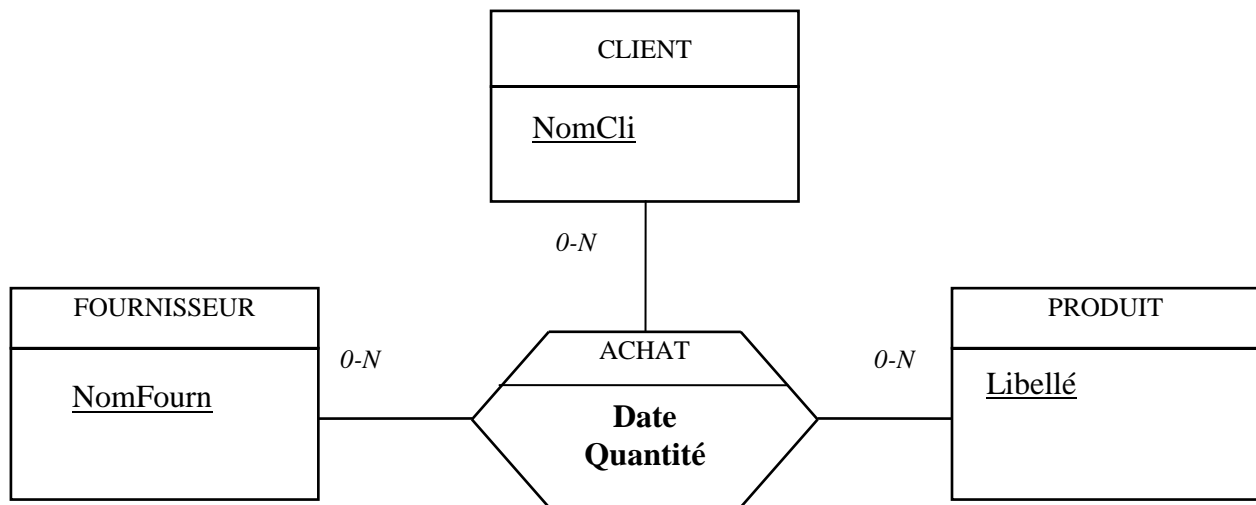 CLIENT
NomCli
0-N
FOURNISSEUR
NomFourn
0-N
ACHAT
Date
Quantité
0-N
PRODUIT
Libellé